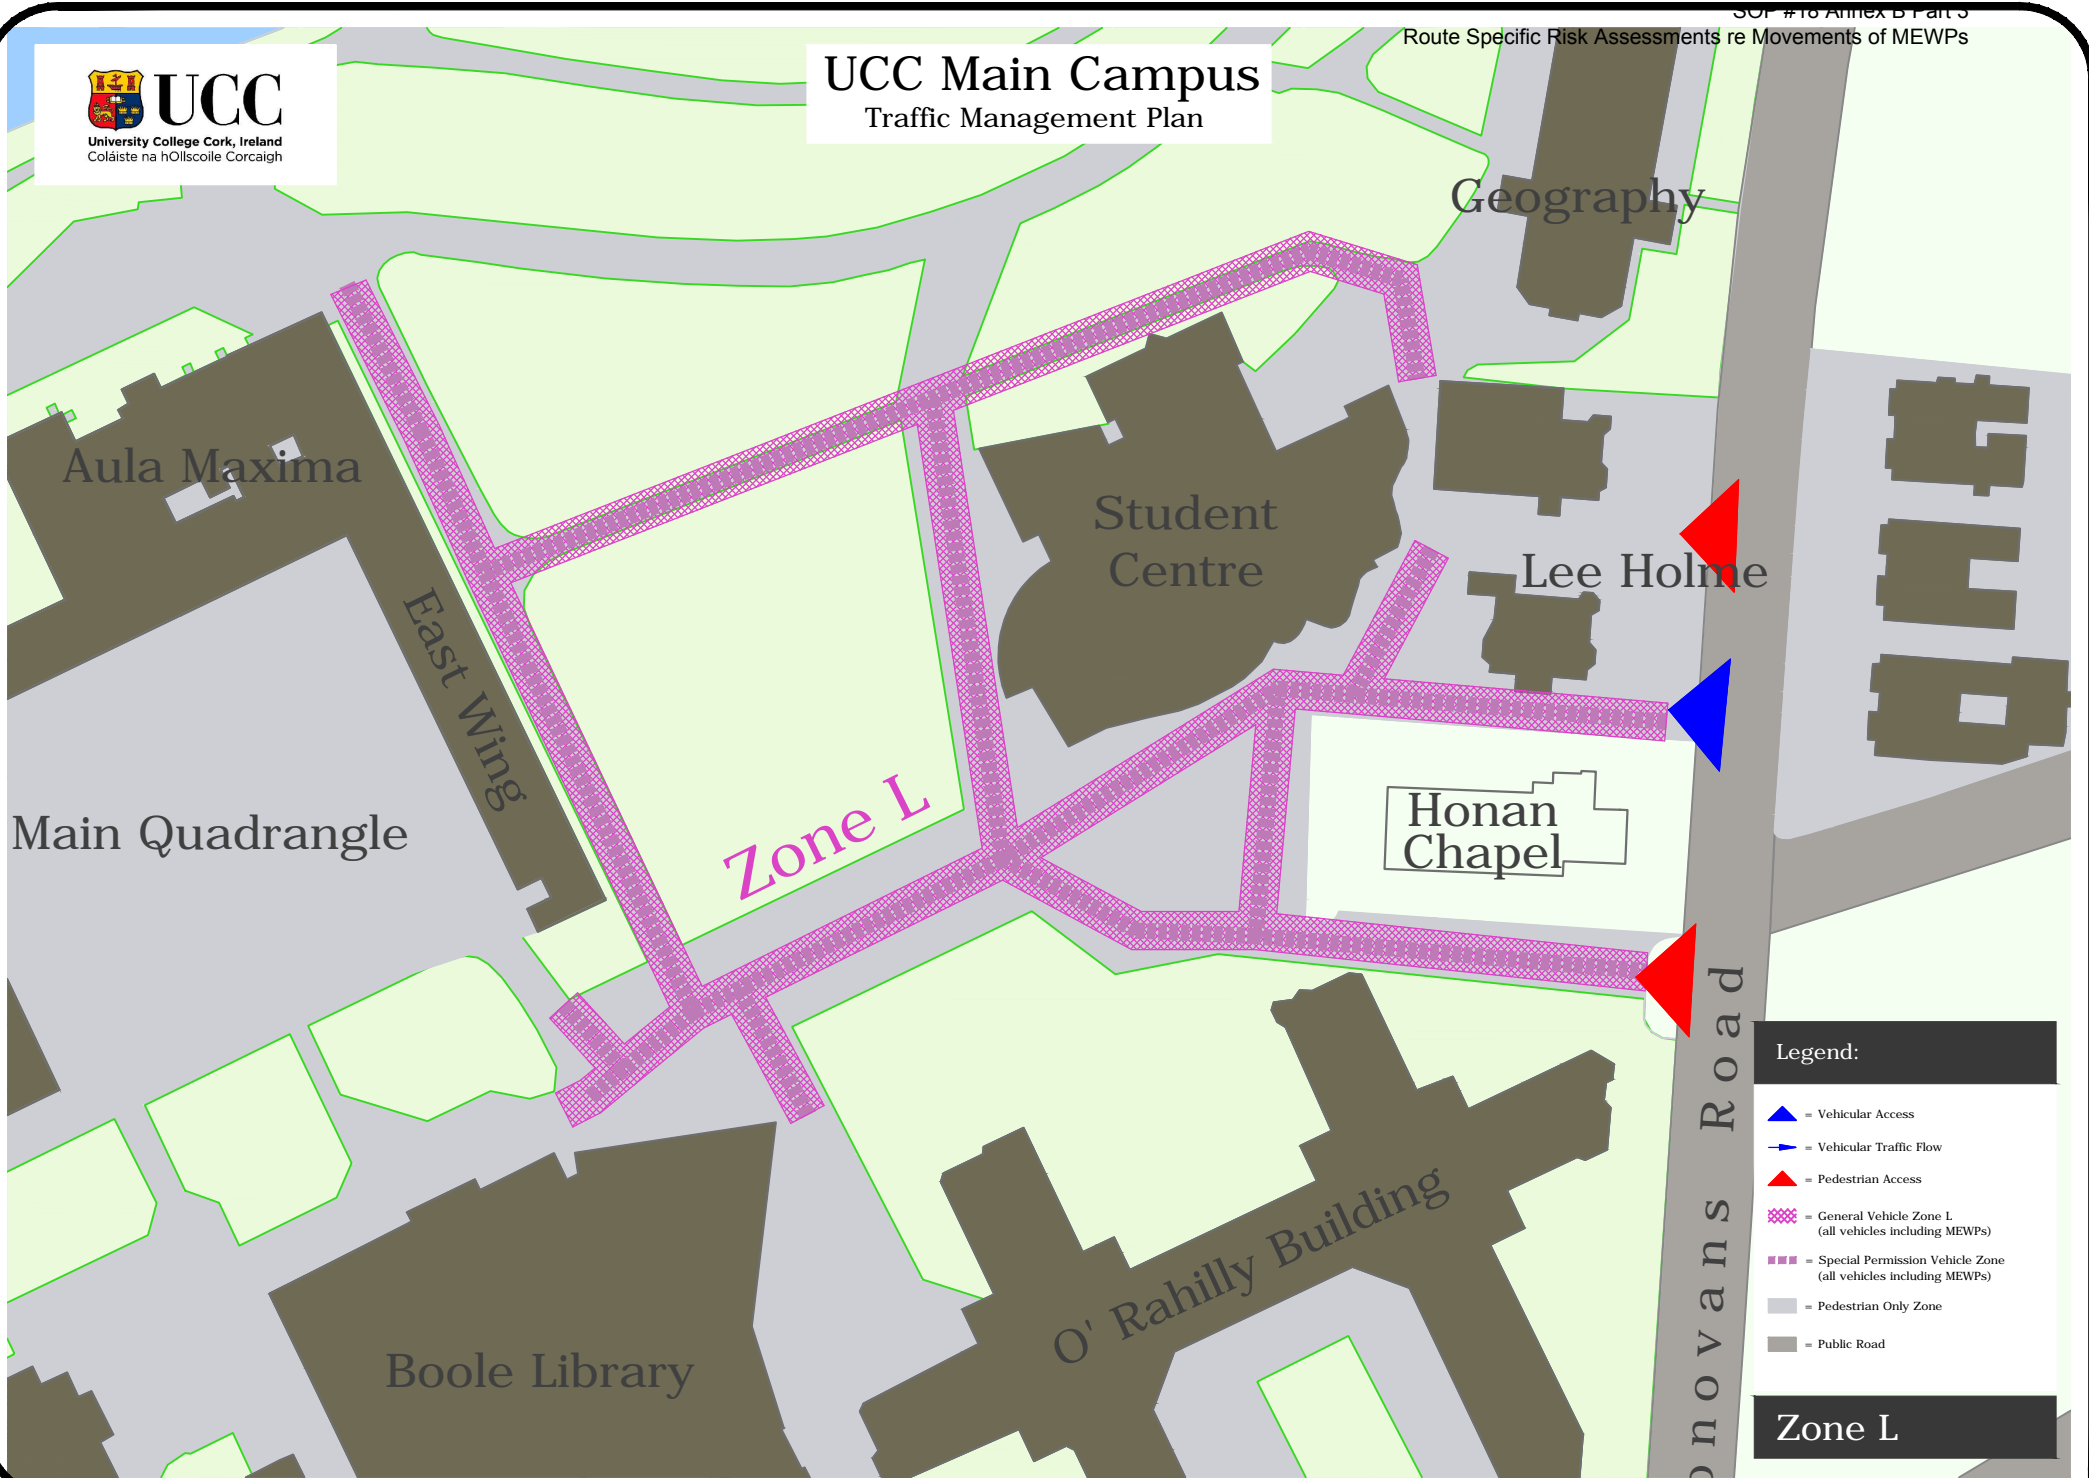 SOP #18 Annex B Part 3
Route Specific Risk Assessments re Movements of MEWPs
UCC
University College Cork, Ireland
Coláiste na hOllscoile Corcaigh
UCC Main Campus
Traffic Management Plan
Geography
Aula Maxima
Student
Centre
Lee Holme
East Wing
Main Quadrangle
Zone L
Honan
Chapel
onovans Road
Boole Library
O' Rahilly Building
Legend:
= Vehicular Access
= Vehicular Traffic Flow
= Pedestrian Access
= General Vehicle Zone L
(all vehicles including MEWPs)
= Special Permission Vehicle Zone
(all vehicles including MEWPs)
= Pedestrian Only Zone
= Public Road
Zone L